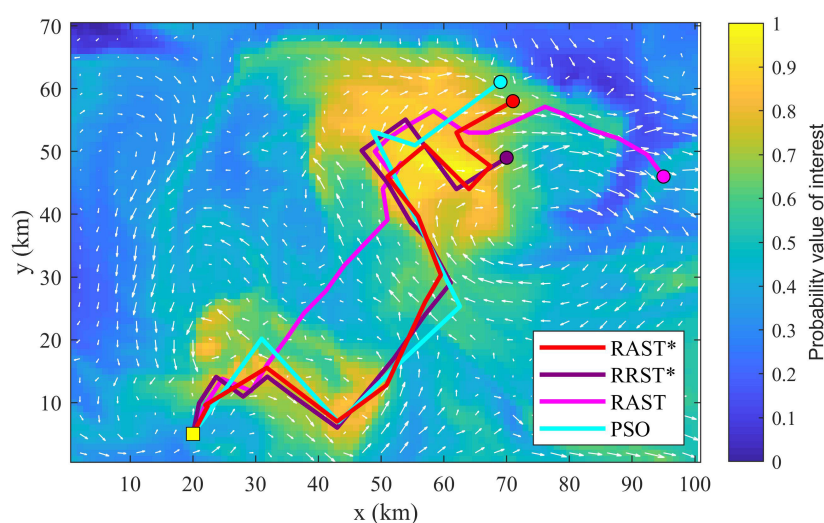 70
60
50
40
30
20
10
y (km)
10 20 30 40 50 60 70 80 90 100
x (km)
RAST*
RRST*
RAST
PSO
1
0.9
0.8
0.7
0.6
0.5
0.4
0.3
0.2
0.1
0
Probability value of interest